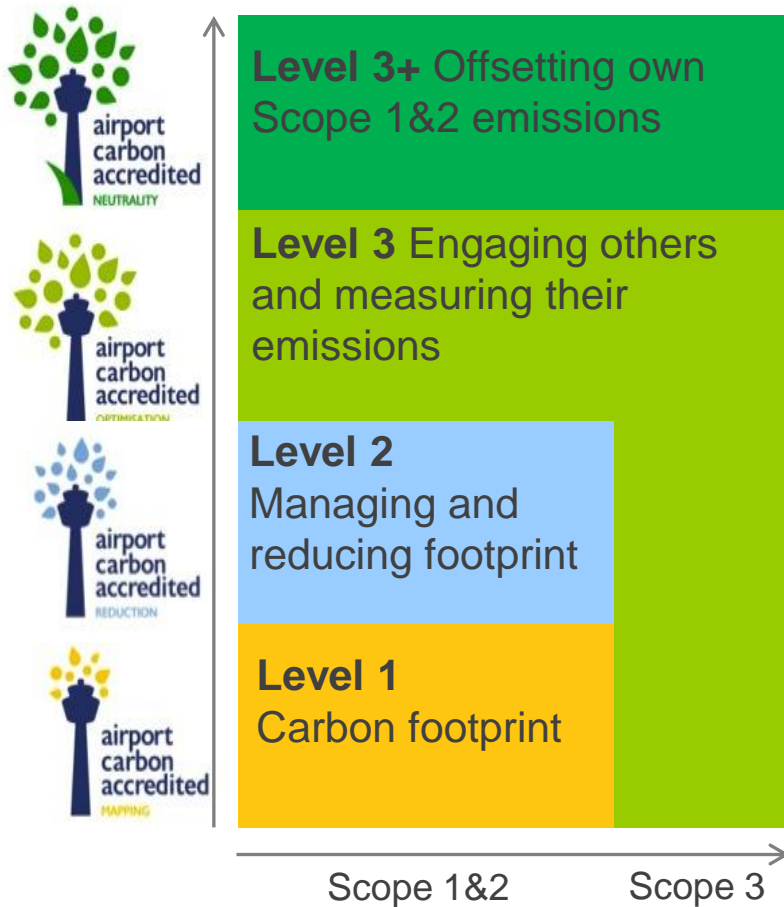 airport
carbon
accredited
NEUTRALITY
Level 3+ Offsetting own
Scope 1&2 emissions
airport
carbon
accredited
OPTIMISATION
Level 3 Engaging others
and measuring their
emissions
airport
carbon
accredited
REDUCTION
Level 2
Managing and
reducing footprint
airport
carbon
accredited
MAPPING
Level 1
Carbon footprint
Scope 1&2
Scope 3